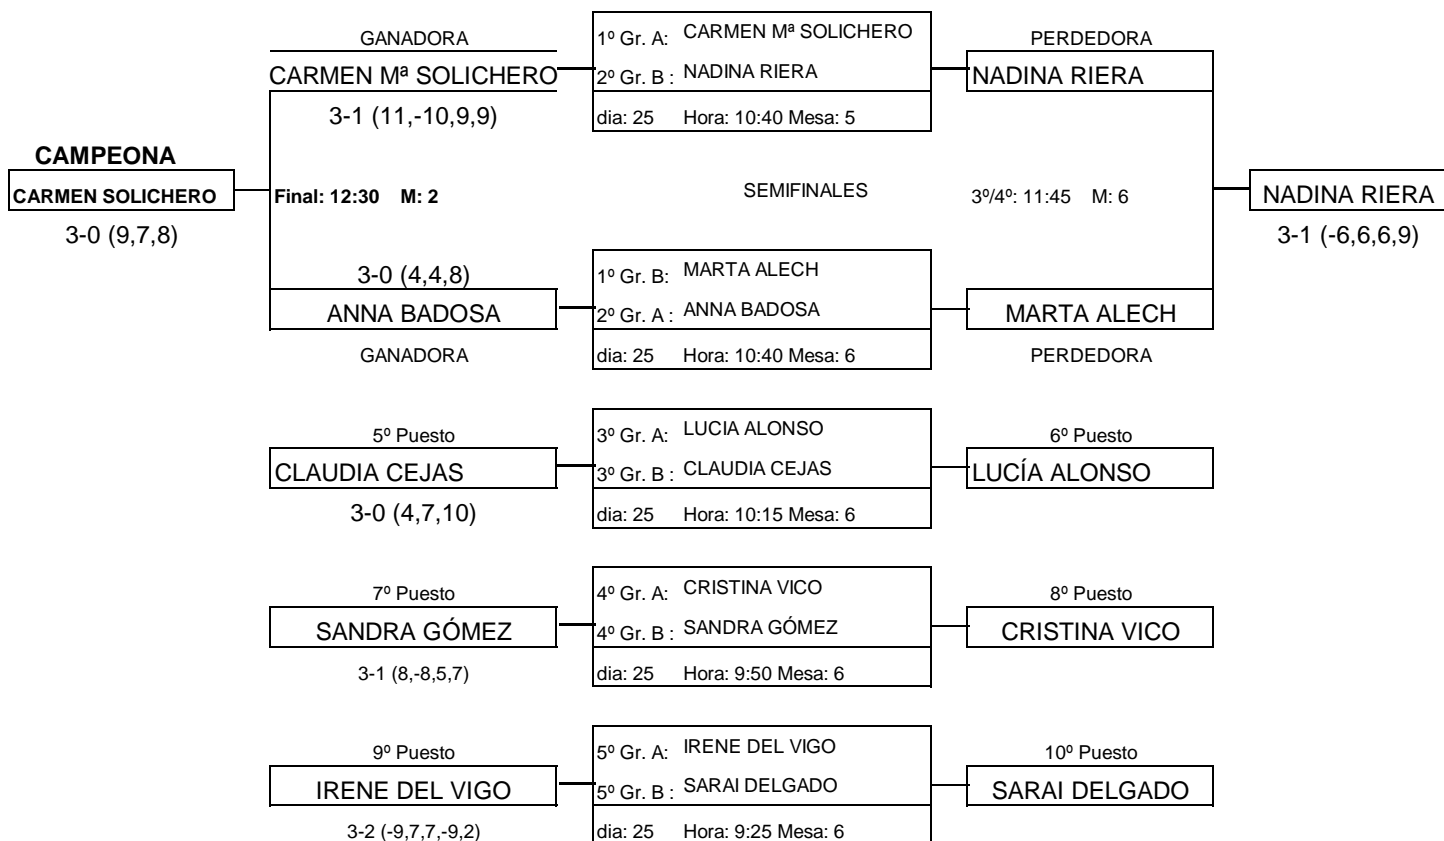 GANADORA 1º Gr. A: CARMEN Mª SOLICHERO PERDEDORA
CARMEN Mª SOLICHERO 2º Gr. B : NADINA RIERA NADINA RIERA
3-1 (11,-10,9,9) dia: 25 Hora: 10:40 Mesa: 5
CAMPEONA
CARMEN SOLICHERO Final: 12:30 M: 2 SEMIFINALES 3º/4º: 11:45 M: 6 NADINA RIERA
3-0 (9,7,8) 3-1 (-6,6,6,9)
3-0 (4,4,8) 1º Gr. B: MARTA ALECH
ANNA BADOSA 2º Gr. A : ANNA BADOSA MARTA ALECH
GANADORA dia: 25 Hora: 10:40 Mesa: 6 PERDEDORA
5º Puesto 3º Gr. A: LUCIA ALONSO 6º Puesto
CLAUDIA CEJAS 3º Gr. B : CLAUDIA CEJAS LUCÍA ALONSO
3-0 (4,7,10) dia: 25 Hora: 10:15 Mesa: 6
7º Puesto 4º Gr. A: CRISTINA VICO 8º Puesto
SANDRA GÓMEZ 4º Gr. B : SANDRA GÓMEZ CRISTINA VICO
3-1 (8,-8,5,7) dia: 25 Hora: 9:50 Mesa: 6
9º Puesto 5º Gr. A: IRENE DEL VIGO 10º Puesto
IRENE DEL VIGO 5º Gr. B : SARAI DELGADO SARAI DELGADO
3-2 (-9,7,7,-9,2) dia: 25 Hora: 9:25 Mesa: 6